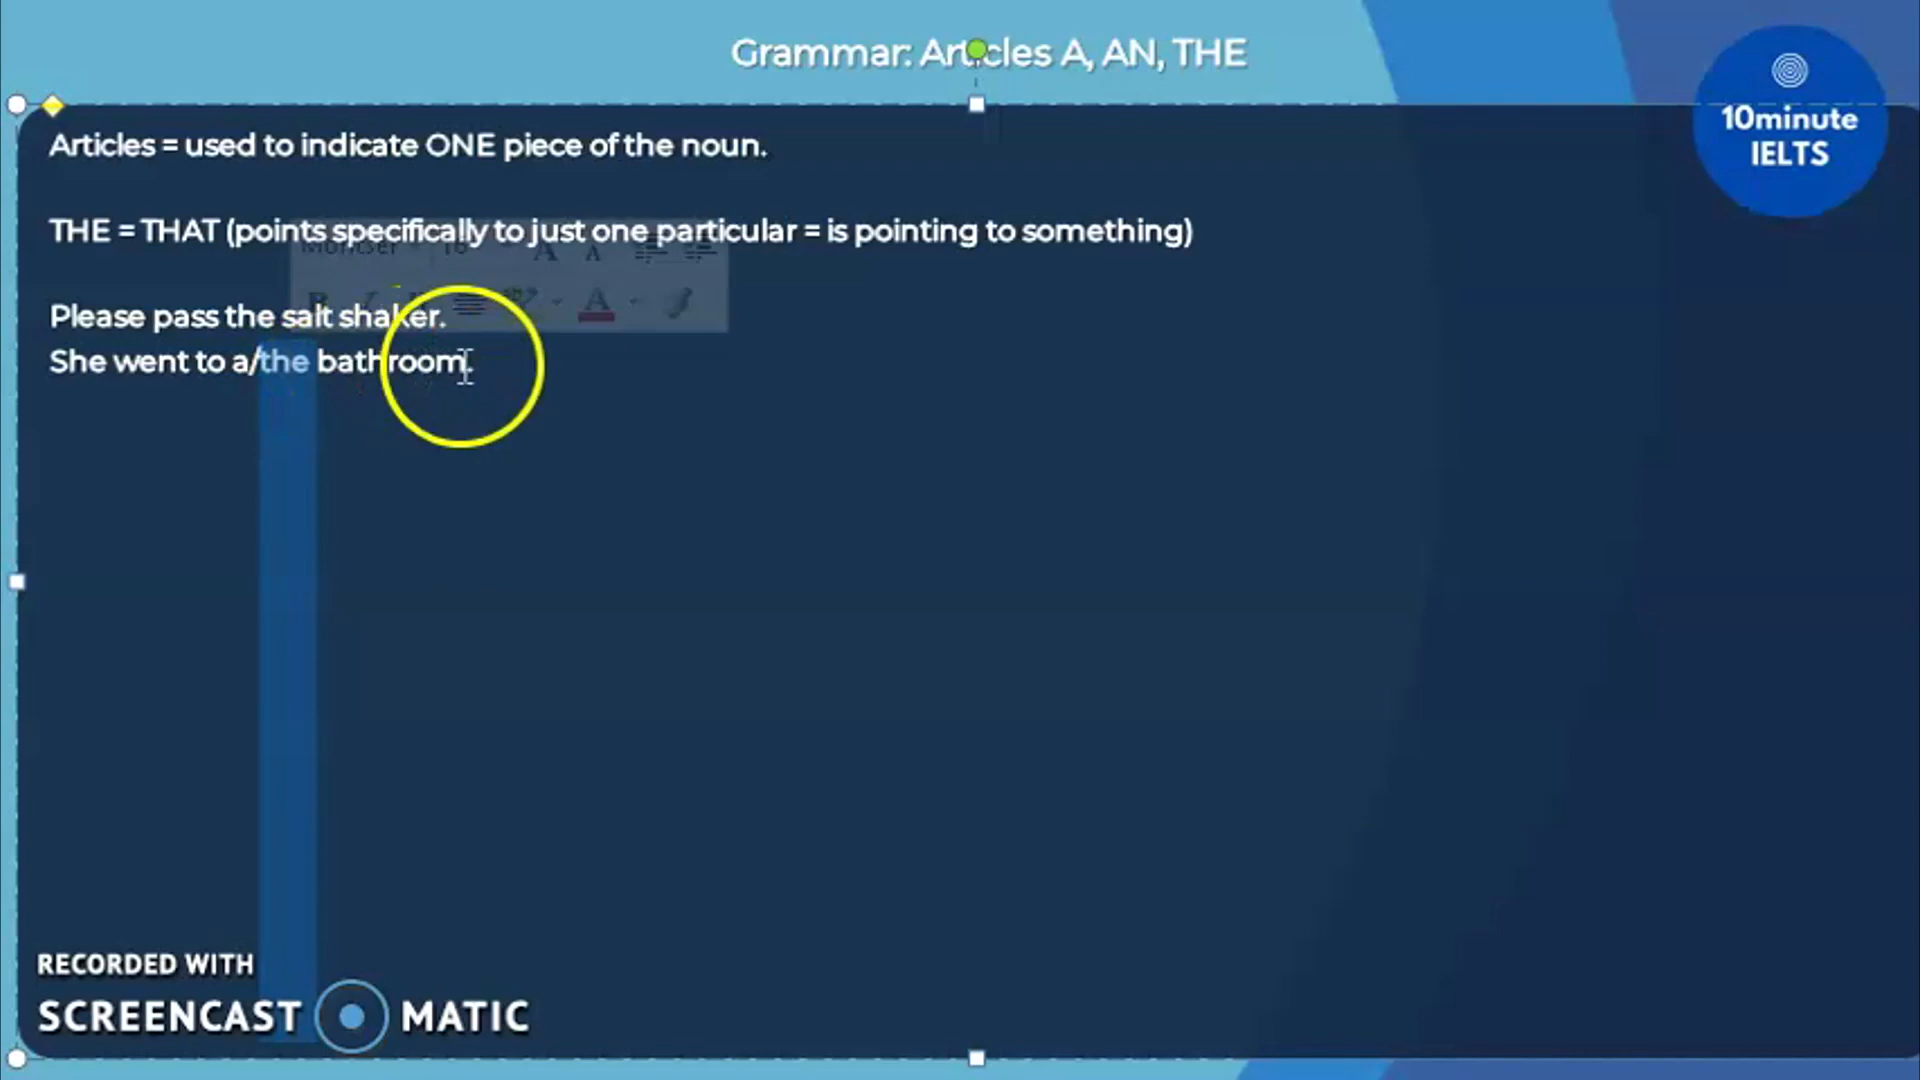 Grammar: Articles A, AN, THE
10minute
IELTS
Articles = used to indicate ONE piece of the noun.
THE = THAT (points specifically to just one particular = is pointing to something)
Please pass the salt shaker.
She went to a/the bathroom.
RECORDED WITH
SCREENCAST MATIC